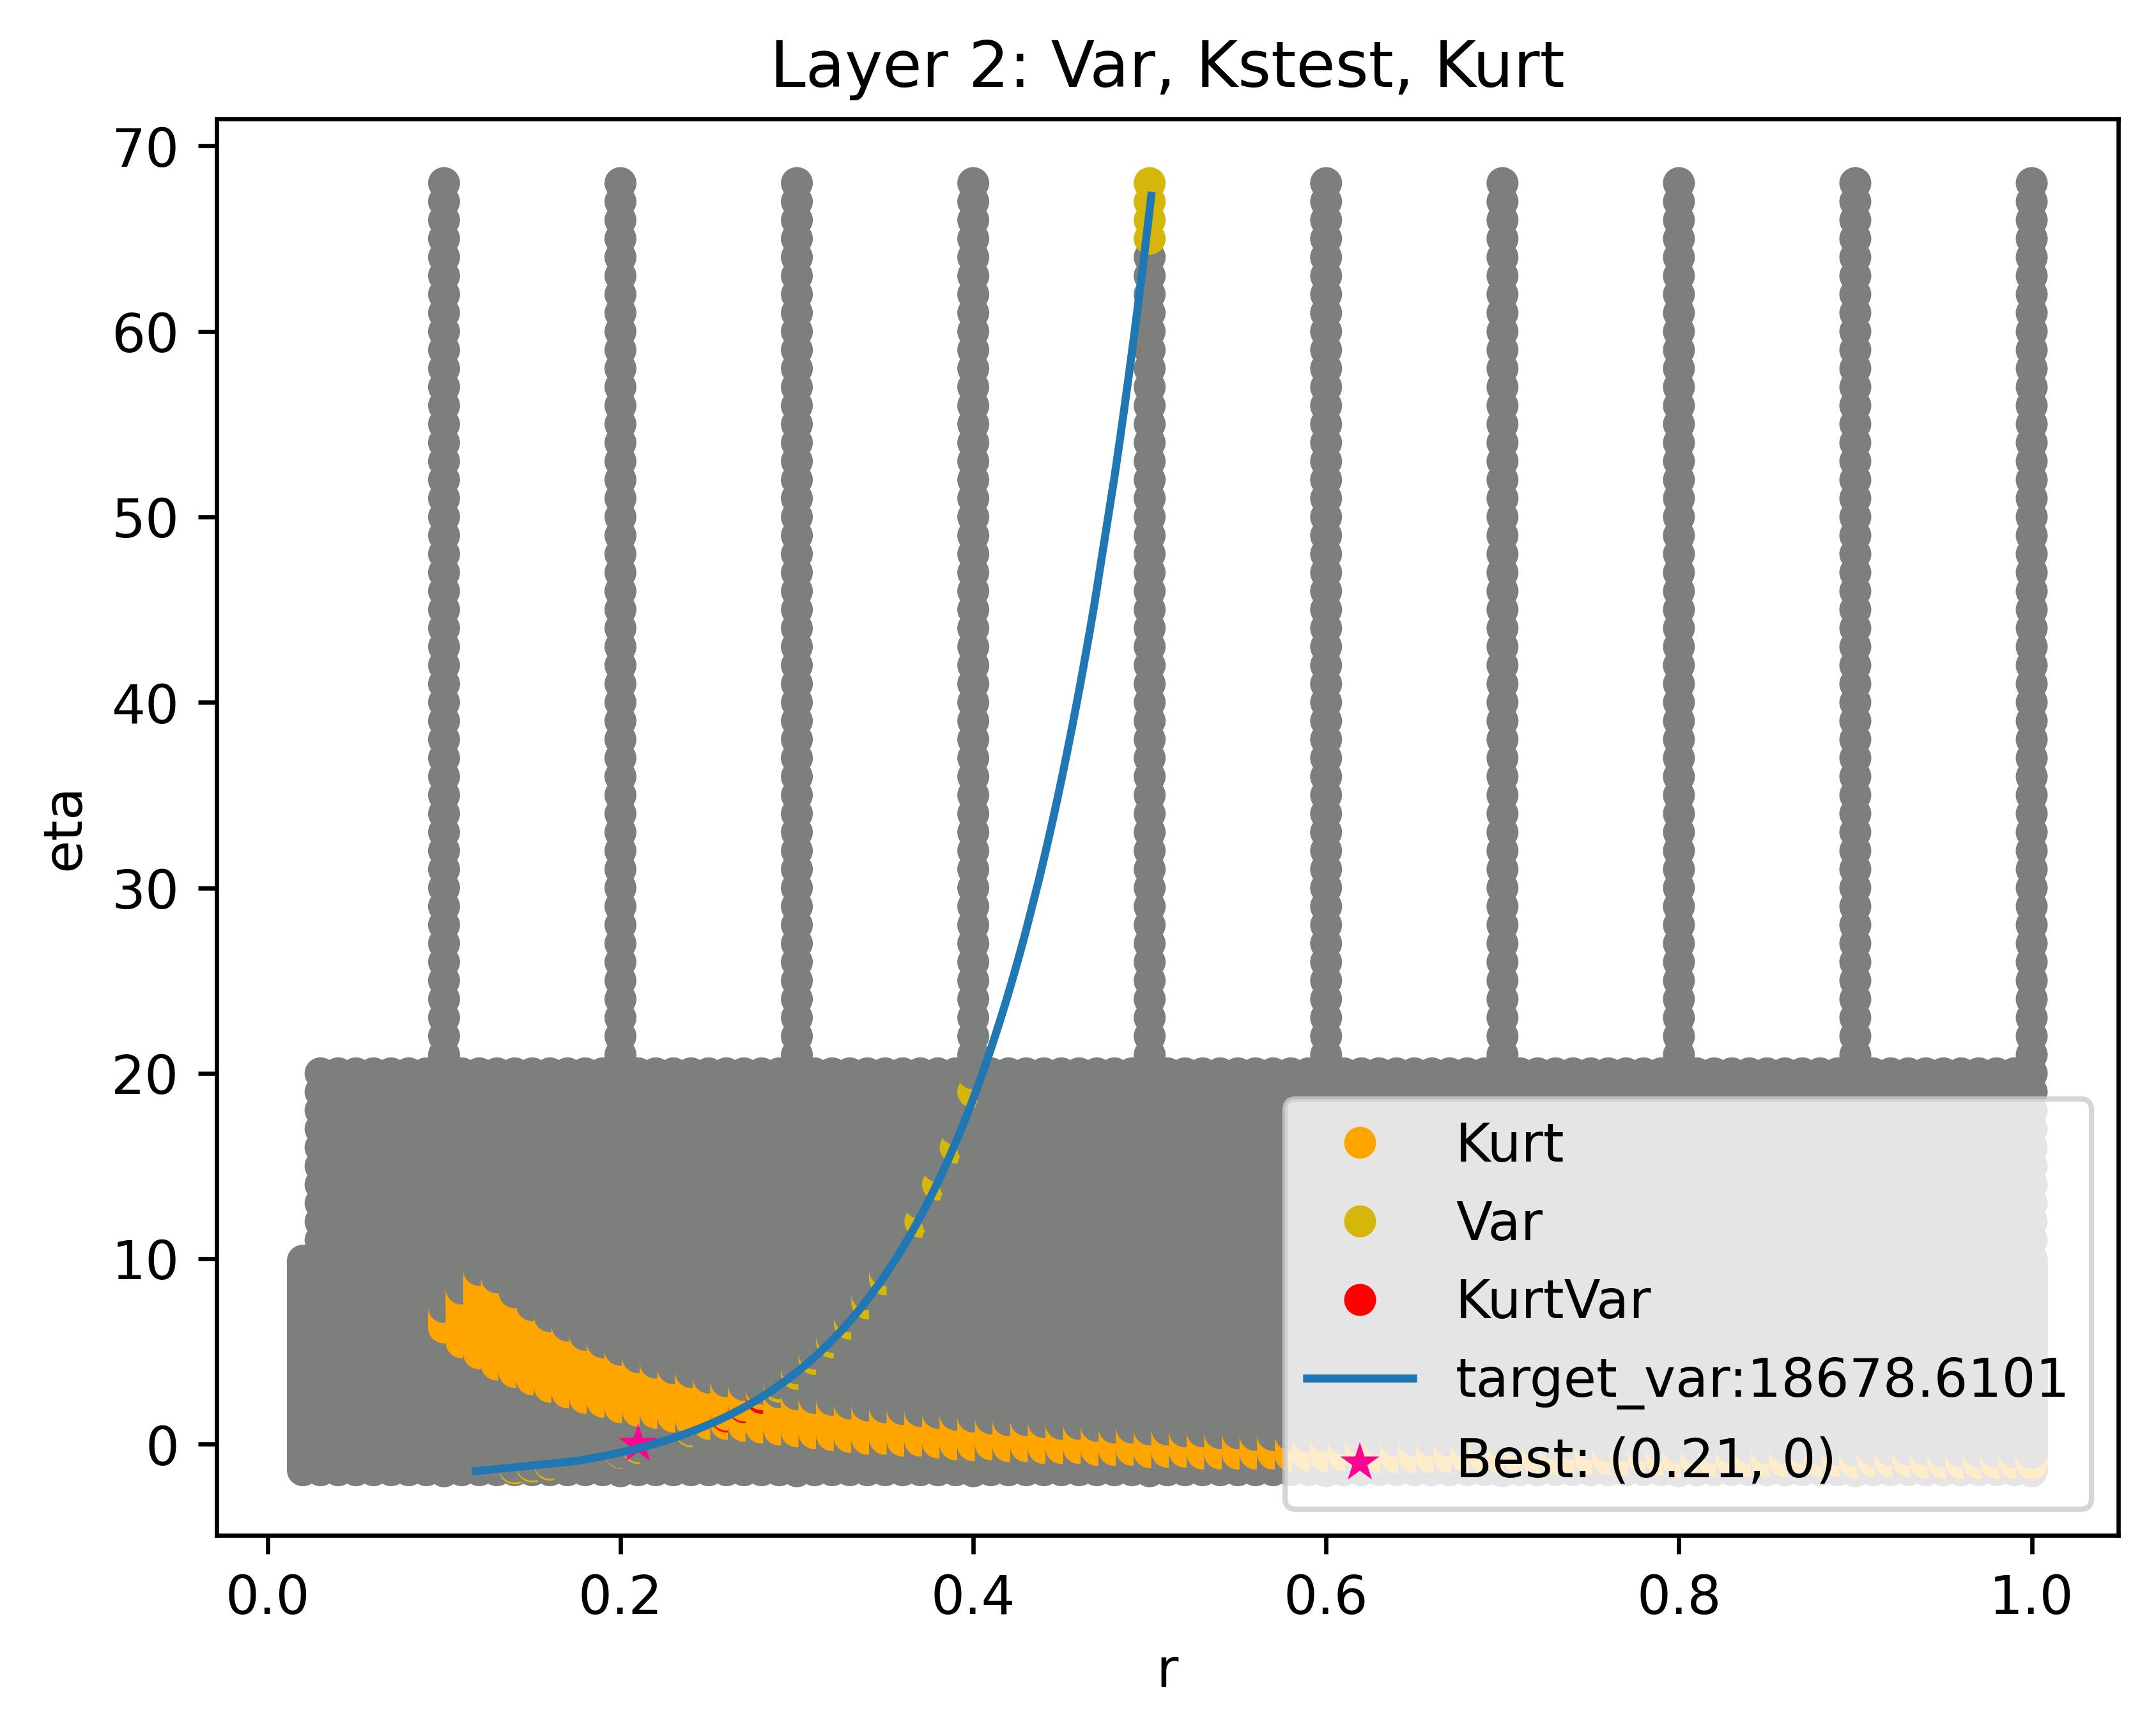 Layer 2: Var, Kstest, Kurt
70
60
50
40
30
20
10
0
eta
Kurt
Var
KurtVar
target_var:18678.6101
Best: (0.21, 0)
0.0 0.2 0.4 0.6 0.8 1.0
r